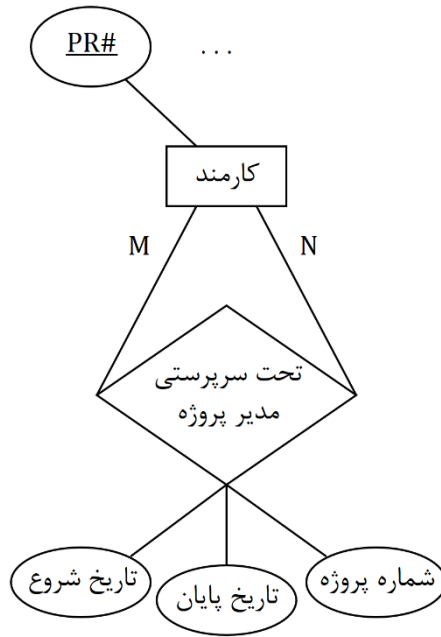 PR# . . .
کارمند
M N
تحت سرپرستی
مدیر پروژه
شماره پروژه
تاریخ پایان
تاریخ شروع